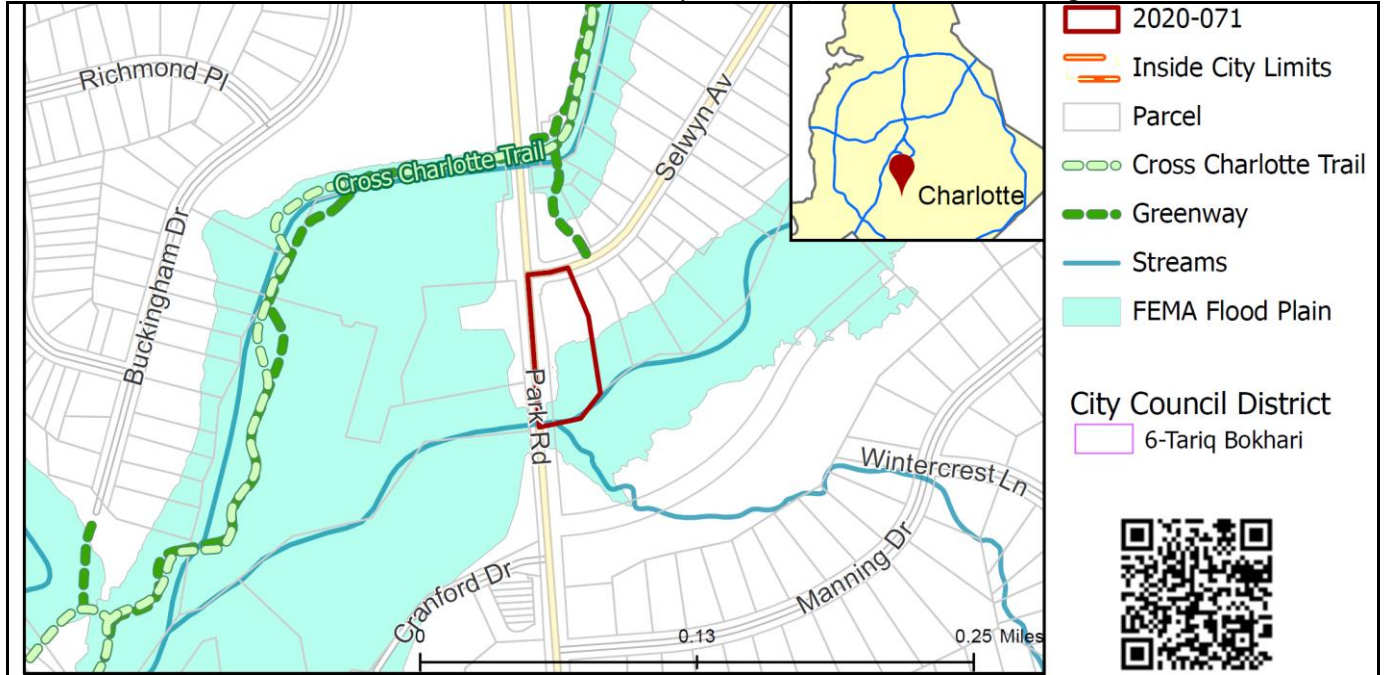 Richmond Pl
Buckingham Dr
Cross Charlotte Trail
Selwyn Av
Park Rd
Cranford Dr
Wintercrest Ln
Manning Dr
0
0.13
0.25 Miles
Charlotte
2020-071
Inside City Limits
Parcel
Cross Charlotte Trail
Greenway
Streams
FEMA Flood Plain
City Council District
6-Tariq Bokhari